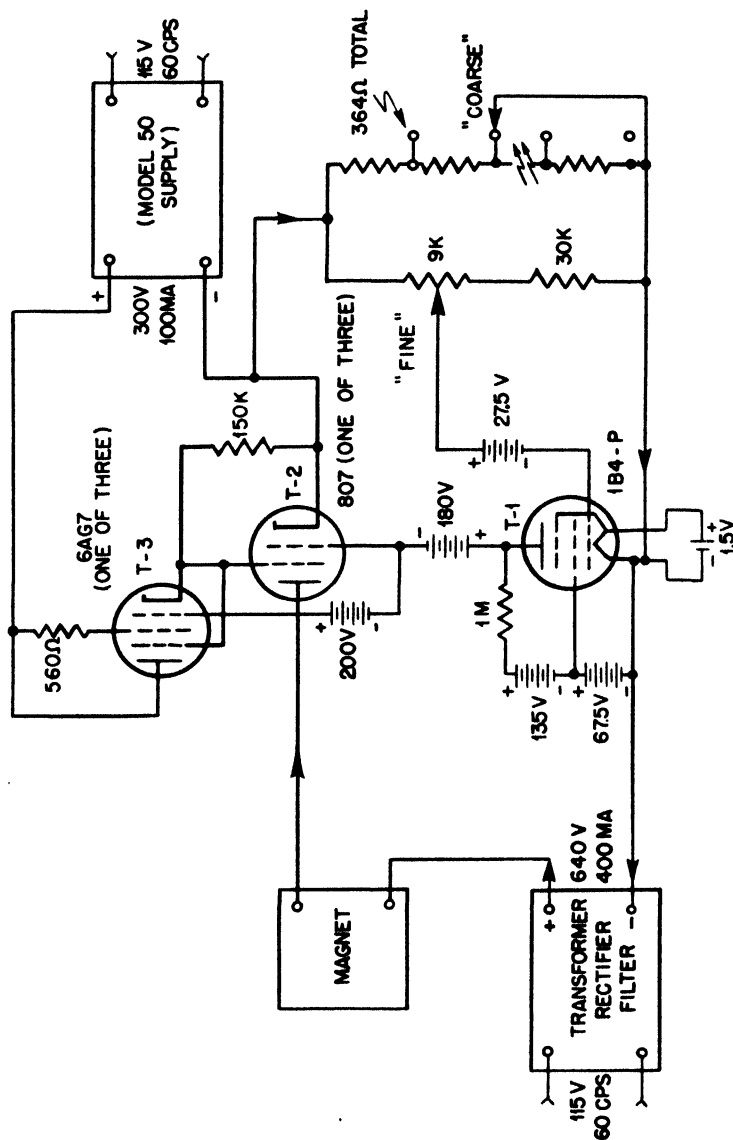 115 V
60 CPS
(MODEL 50
SUPPLY)
+
300V
100MA
-
6AG7
(ONE OF THREE)
T-3
560Ω
150K
T-2
807 (ONE OF THREE)
364Ω TOTAL
"COARSE"
9K
30K
"FINE"
27.5 V
+
-
+
200V
-
-
180V
+
T-1
1B4-P
1M
+
135V
-
+
67.5V
-
+
-
1.5V
MAGNET
+
640 V
400 MA
-
TRANSFORMER
RECTIFIER
FILTER
115 V
60 CPS